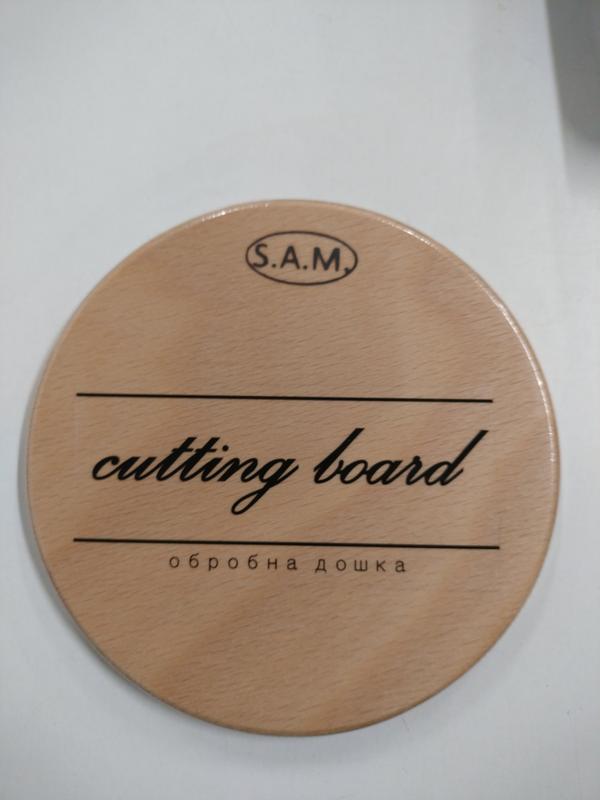 S.A.M.
cutting board
обробна дошка